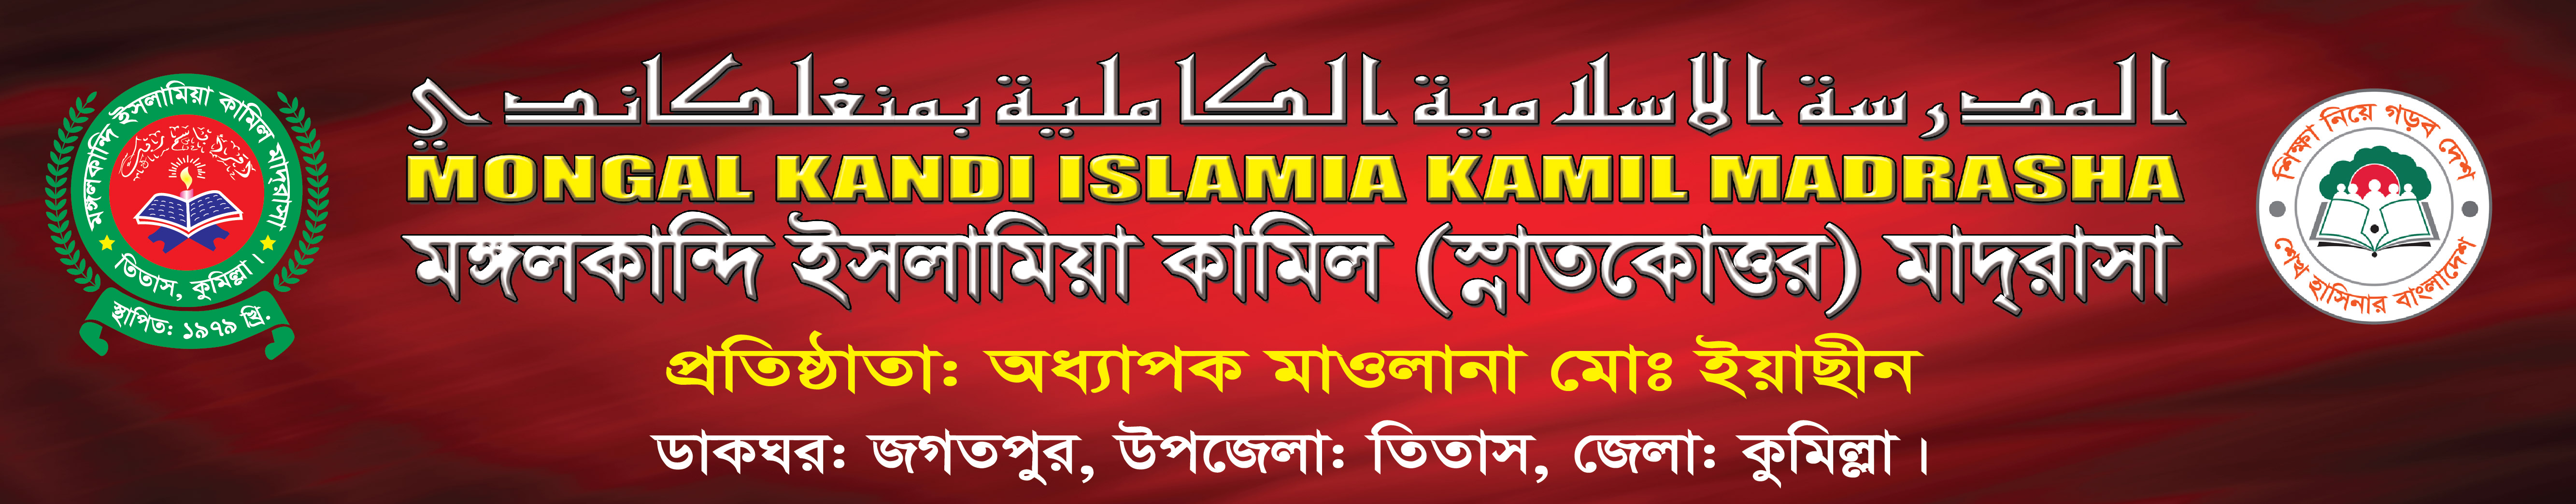 المدرسة الاسلامية الكاملية بمنغلكاندي
MONGAL KANDI ISLAMIA KAMIL MADRASHA
মঙ্গলকান্দি ইসলামিয়া কামিল (স্নাতকোত্তর) মাদ্‌রাসা
প্রতিষ্ঠাতা: অধ্যাপক মাওলানা মোঃ ইয়াছীন
ডাকঘর: জগতপুর, উপজেলা: তিতাস, জেলা: কুমিল্লা।
মঙ্গলকান্দি ইসলামিয়া কামিল মাদ্‌রাসা
তিতাস, কুমিল্লা।
স্থাপিত: ১৯৭৯ খ্রি.
শিক্ষা নিয়ে গড়ব দেশ
শেখ হাসিনার বাংলাদেশ